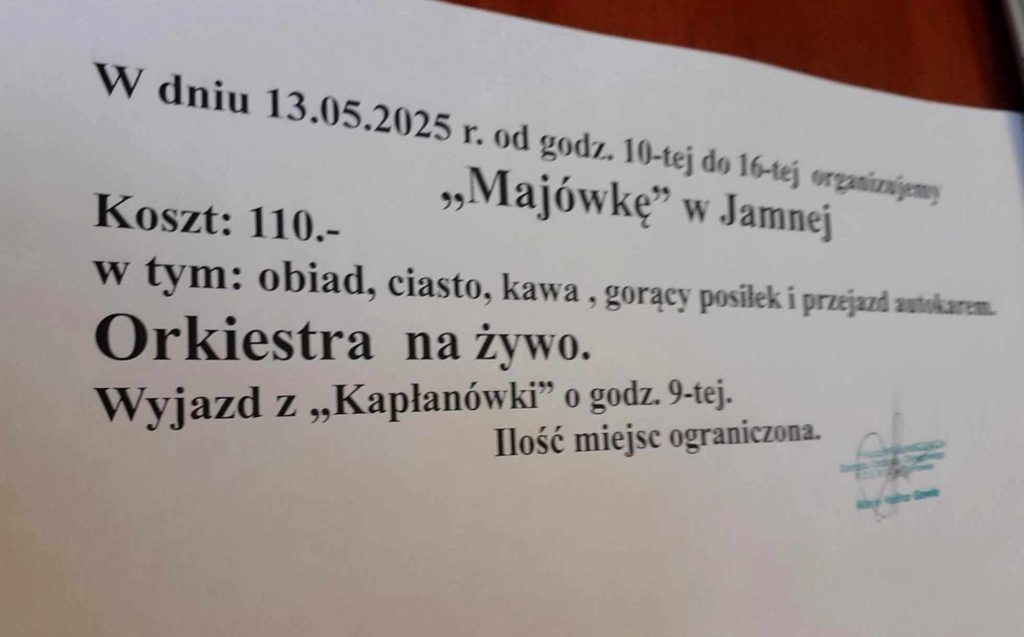 W dniu 13.05.2025 r. od godz. 10-tej do 16-tej organizujemy
„Majówkę” w Jamnej
Koszt: 110.-
w tym: obiad, ciasto, kawa , gorący posiłek i przejazd autokarem.
Orkiestra na żywo.
Wyjazd z „Kapłanówki” o godz. 9-tej.
Ilość miejsc ograniczona.